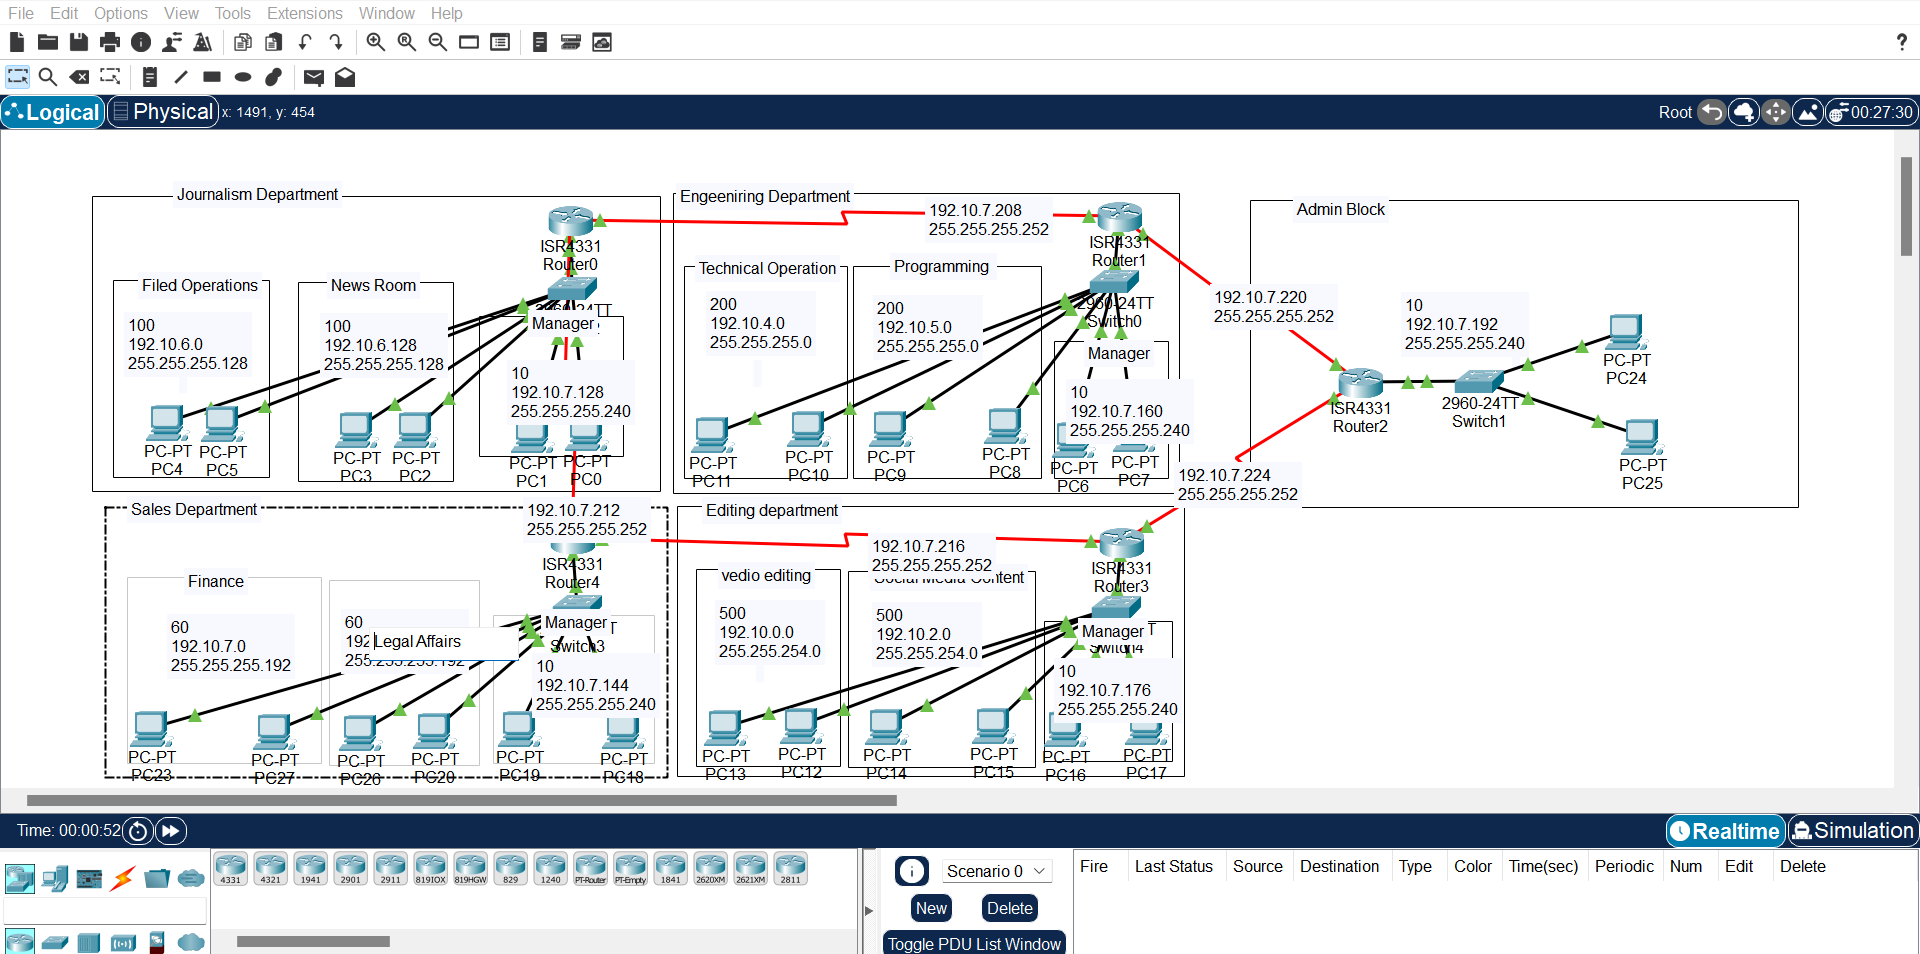 File Edit Options View Tools Extensions Window Help
?
Logical Physical x: 1491, y: 454 Root 00:27:30
Journalism Department
ISR4331
Router0
Filed Operations
100
192.10.6.0
255.255.255.128
PC-PT
PC4
PC-PT
PC5
News Room
100
192.10.6.128
255.255.255.128
PC-PT
PC3
PC-PT
PC2
Manager
10
192.10.7.128
255.255.255.240
PC-PT
PC1
PC-PT
PC0
Engeeniring Department
192.10.7.208
255.255.255.252
ISR4331
Router1
2960-24TT
Switch0
Technical Operation
200
192.10.4.0
255.255.255.0
PC-PT
PC11
PC-PT
PC10
Programming
200
192.10.5.0
255.255.255.0
PC-PT
PC9
PC-PT
PC8
Manager
10
192.10.7.160
255.255.255.240
PC-PT
PC6
PC-PT
PC7
Admin Block
192.10.7.220
255.255.255.252
10
192.10.7.192
255.255.255.240
ISR4331
Router2
2960-24TT
Switch1
PC-PT
PC24
PC-PT
PC25
192.10.7.224
255.255.255.252
Sales Department
192.10.7.212
255.255.255.252
ISR4331
Router4
Finance
60
192.10.7.0
255.255.255.192
PC-PT
PC23
PC-PT
PC27
60
192
Legal Affairs
255.255.255.192
PC-PT
PC26
PC-PT
PC20
Manager
Switch3
10
192.10.7.144
255.255.255.240
PC-PT
PC19
PC-PT
PC18
Editing department
192.10.7.216
255.255.255.252
ISR4331
Router3
vedio editing
500
192.10.0.0
255.255.254.0
PC-PT
PC13
PC-PT
PC12
Social Media Content
500
192.10.2.0
255.255.254.0
PC-PT
PC14
PC-PT
PC15
Manager
Switch4
10
192.10.7.176
255.255.255.240
PC-PT
PC16
PC-PT
PC17
Time: 00:00:52 Realtime Simulation
4331 4321 1941 2901 2911 819IOX 819HGW 829 1240 PT-Router PT-Empty 1841 2620XM 2621XM 2811
Scenario 0
New Delete
Toggle PDU List Window
Fire Last Status Source Destination Type Color Time(sec) Periodic Num Edit Delete